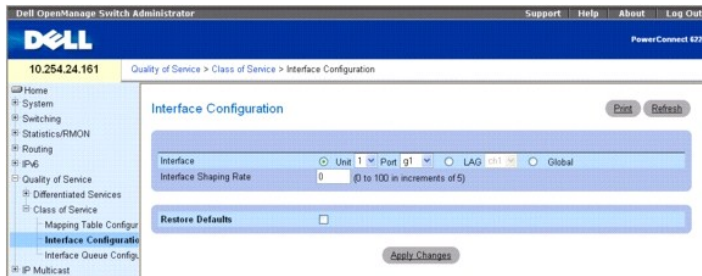 Dell OpenManage Switch Administrator Support Help About Log Out
DELL
PowerConnect 622
10.254.24.161 Quality of Service > Class of Service > Interface Configuration
Home
System
Switching
Statistics/RMON
Routing
IPv6
Quality of Service
Differentiated Services
Class of Service
Mapping Table Configur
Interface Configuratio
Interface Queue Configu
IP Multicast
Interface Configuration Print Refresh
Interface Unit 1 Port g1 LAG ch1 Global
Interface Shaping Rate 0 (0 to 100 in increments of 5)
Restore Defaults
Apply Changes